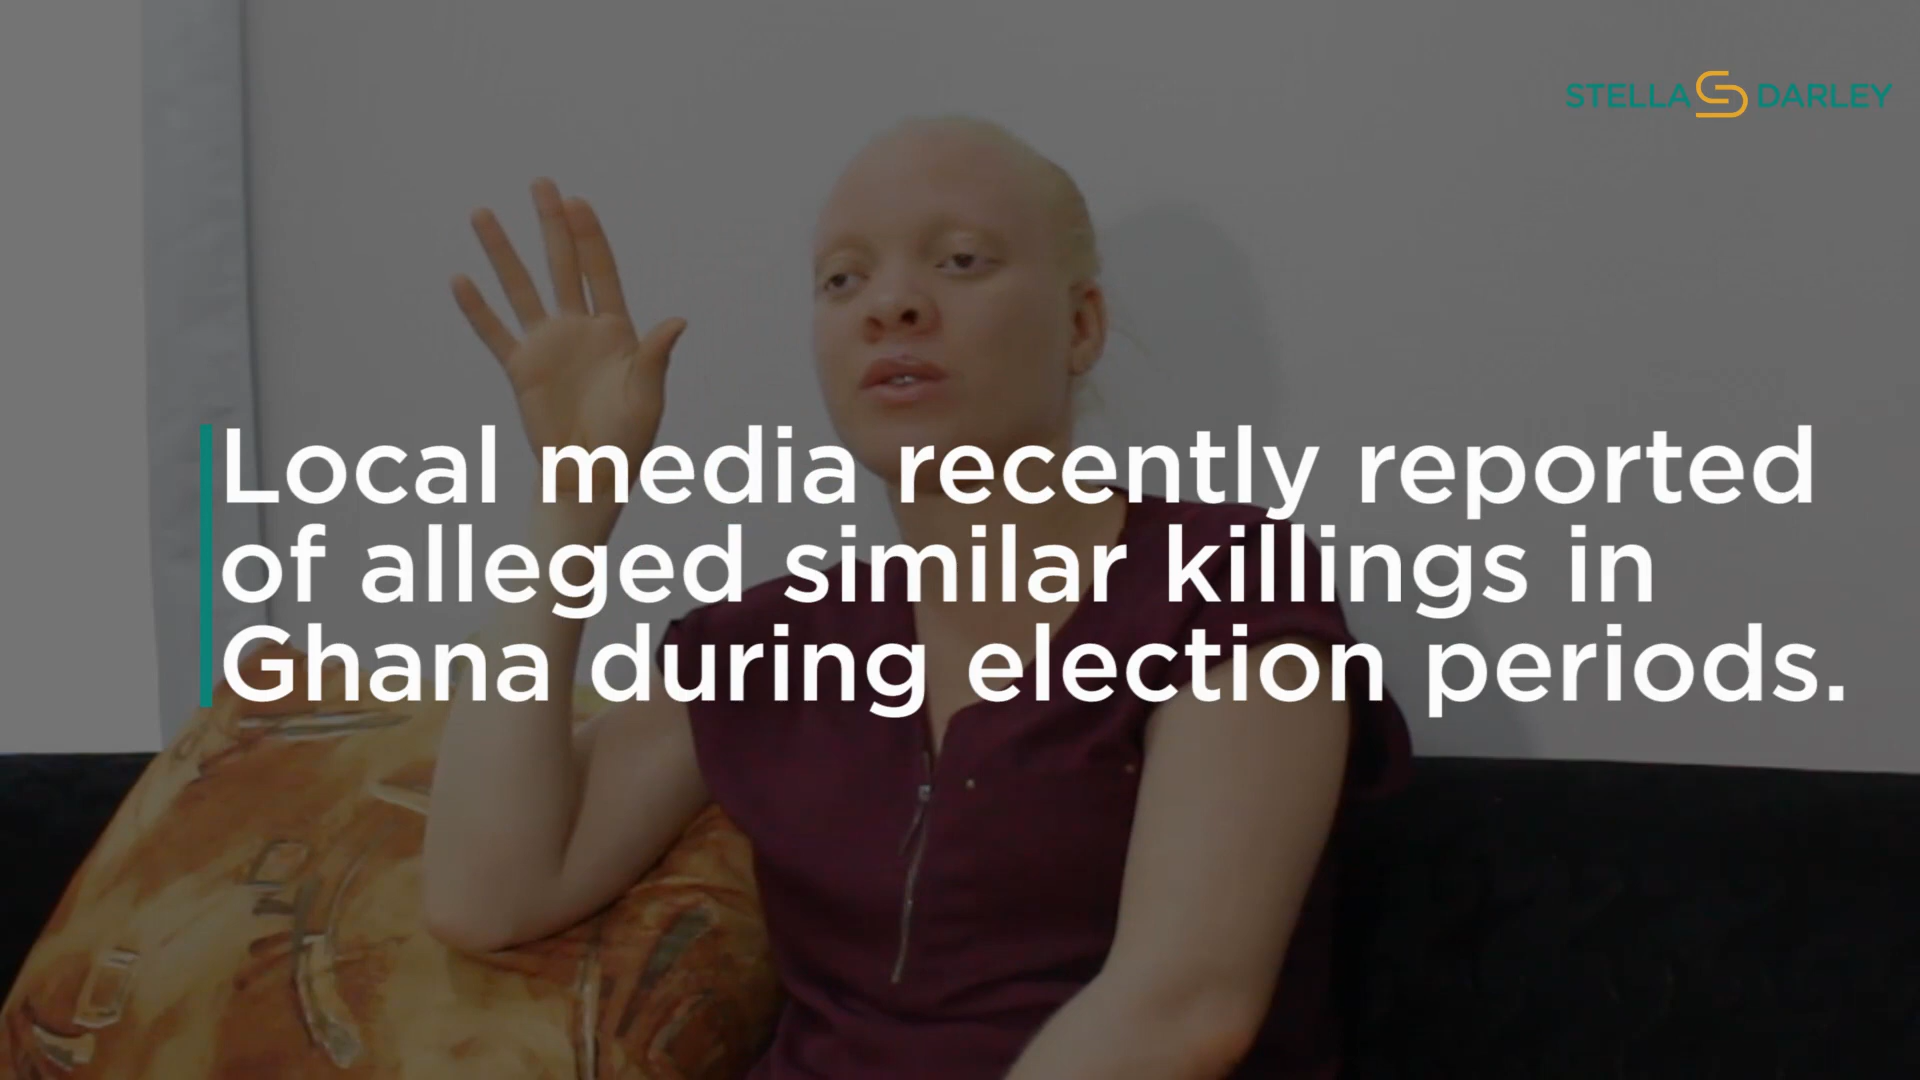 STELLA DARLEY
Local media recently reported
of alleged similar killings in
Ghana during election periods.